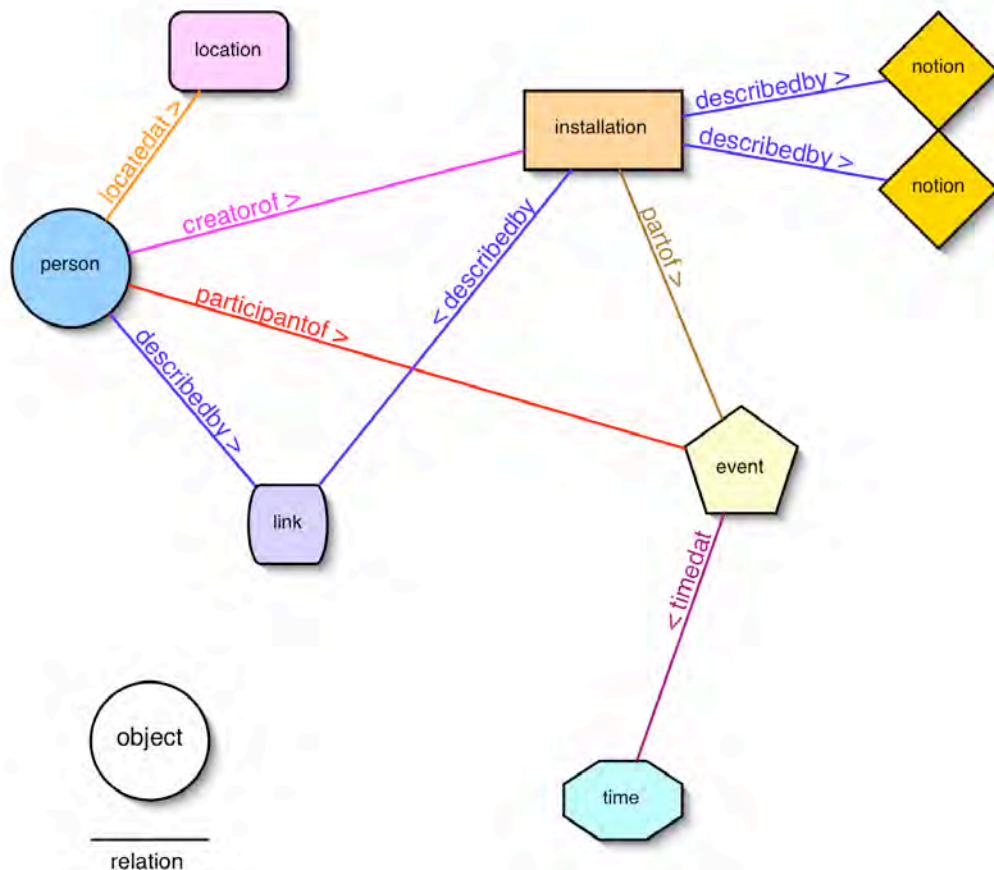 location
notion
describedby >
installation
describedby >
notion
locatedat >
creatorof >
< describedby
partof >
person
participantof >
describedby >
event
link
< timedat
time
object
relation